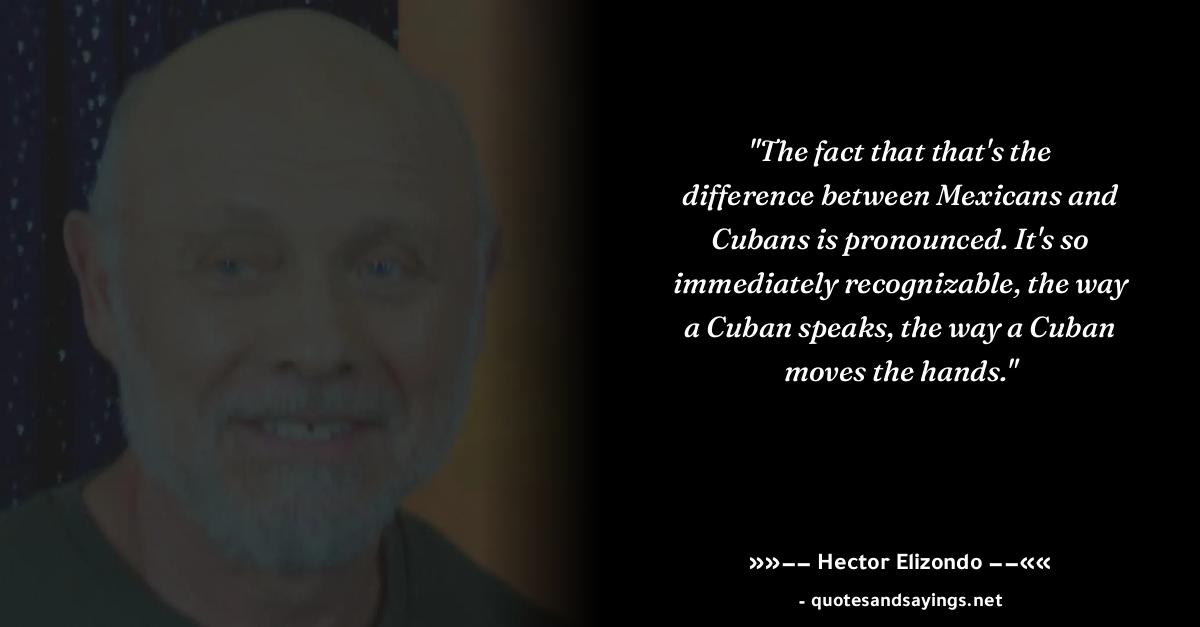 "The fact that that's the
difference between Mexicans and
Cubans is pronounced. It's so
immediately recognizable, the way
a Cuban speaks, the way a Cuban
moves the hands."
»»–– Hector Elizondo ––««
- quotesandsayings.net